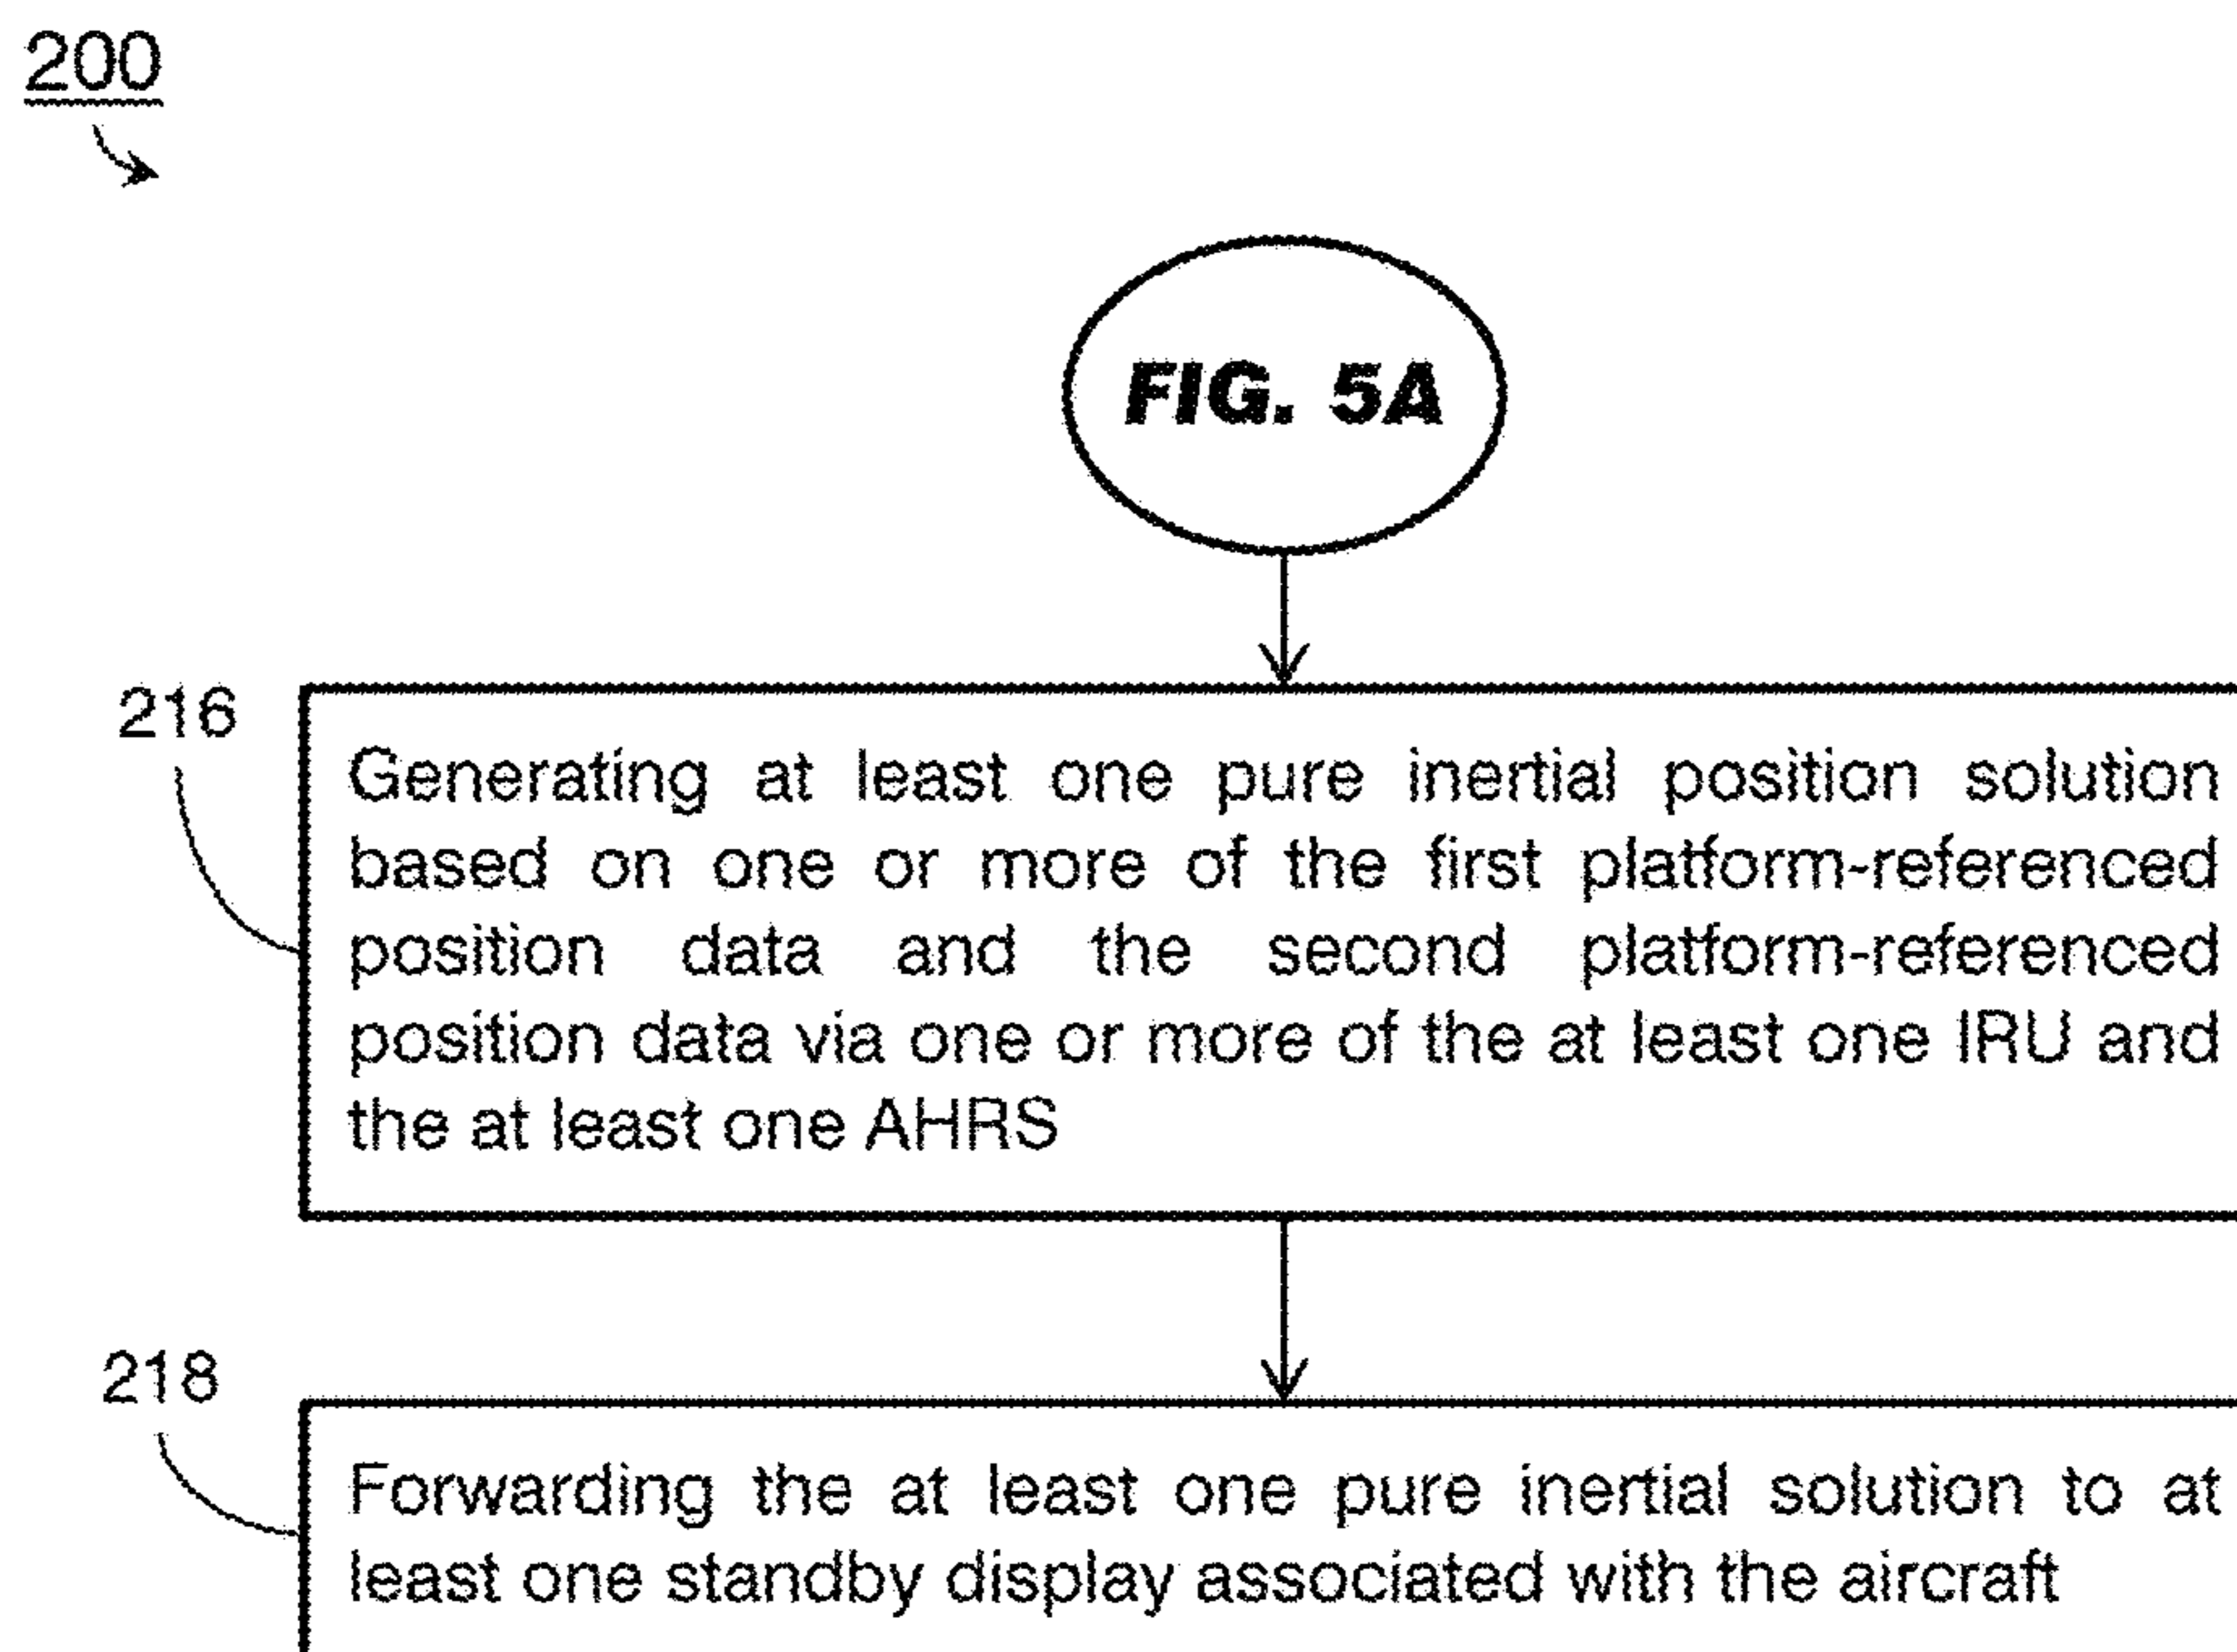 200
FIG. 5A
216
Generating at least one pure inertial position solution
based on one or more of the first platform-referenced
position data and the second platform-referenced
position data via one or more of the at least one IRU and
the at least one AHRS
218
Forwarding the at least one pure inertial solution to at
least one standby display associated with the aircraft